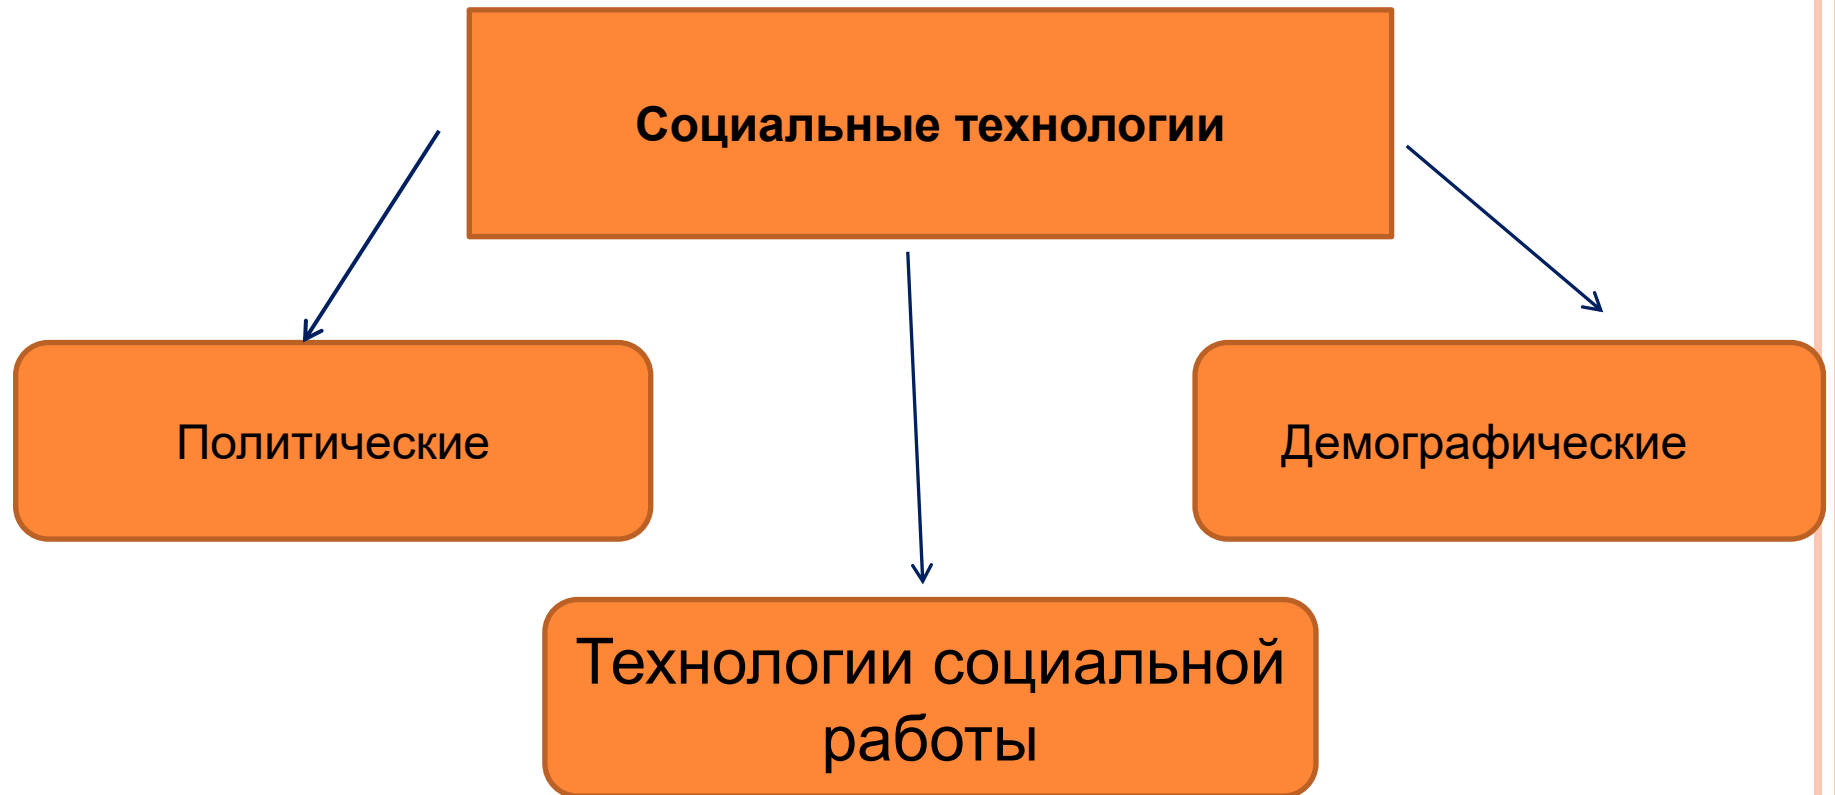 Социальные технологии
Политические
Демографические
Технологии социальной
работы